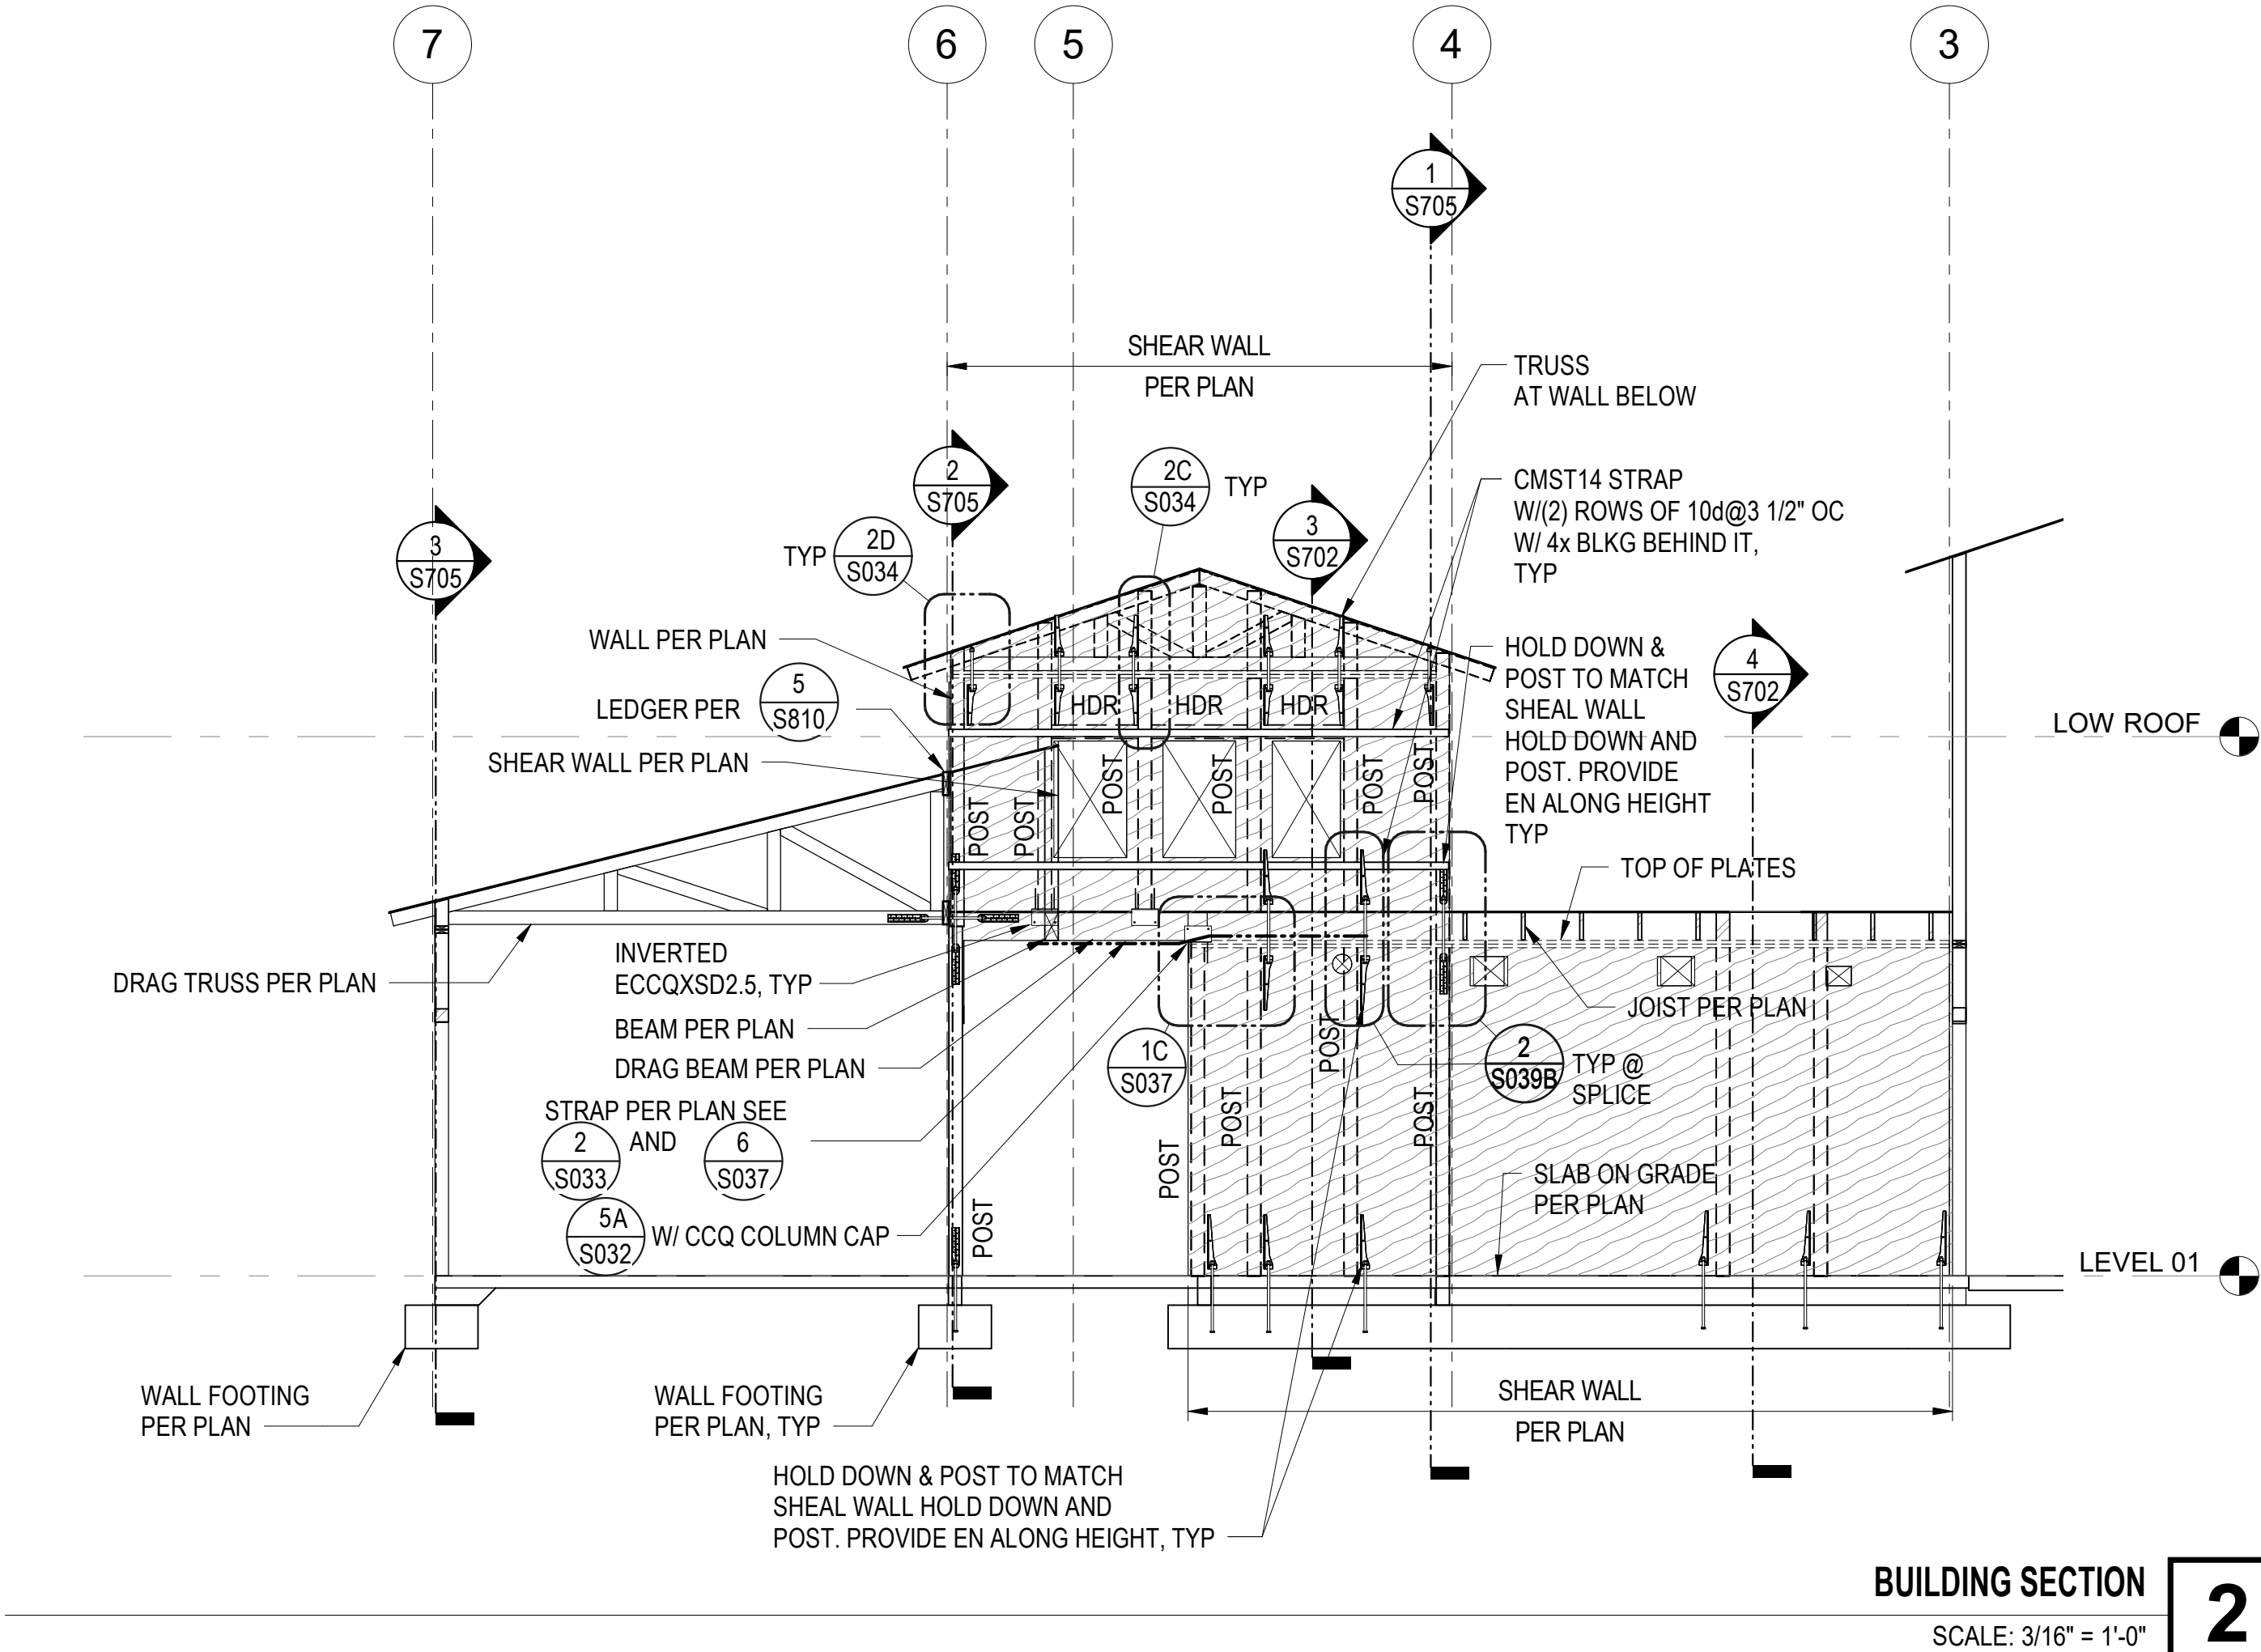 7
6
5
4
3
1
S705
SHEAR WALL
PER PLAN
TRUSS
AT WALL BELOW
2
S705
2C
S034
TYP
CMST14 STRAP
W/(2) ROWS OF 10d@3 1/2" OC
W/ 4x BLKG BEHIND IT,
TYP
3
S705
TYP
2D
S034
3
S702
WALL PER PLAN
HOLD DOWN &
POST TO MATCH
SHEAL WALL
HOLD DOWN AND
POST. PROVIDE
EN ALONG HEIGHT
TYP
4
S702
LEDGER PER
5
S810
HDR
HDR
HDR
LOW ROOF
SHEAR WALL PER PLAN
POST
POST
POST
POST
POST
POST
TOP OF PLATES
INVERTED
ECCQXSD2.5, TYP
DRAG TRUSS PER PLAN
JOIST PER PLAN
BEAM PER PLAN
DRAG BEAM PER PLAN
1C
S037
POST
2
S039B
TYP @
SPLICE
STRAP PER PLAN SEE
2
S033
AND
6
S037
POST
POST
POST
SLAB ON GRADE
PER PLAN
5A
S032
W/ CCQ COLUMN CAP
POST
LEVEL 01
WALL FOOTING
PER PLAN
WALL FOOTING
PER PLAN, TYP
SHEAR WALL
PER PLAN
HOLD DOWN & POST TO MATCH
SHEAL WALL HOLD DOWN AND
POST. PROVIDE EN ALONG HEIGHT, TYP
BUILDING SECTION
2
SCALE: 3/16" = 1'-0"